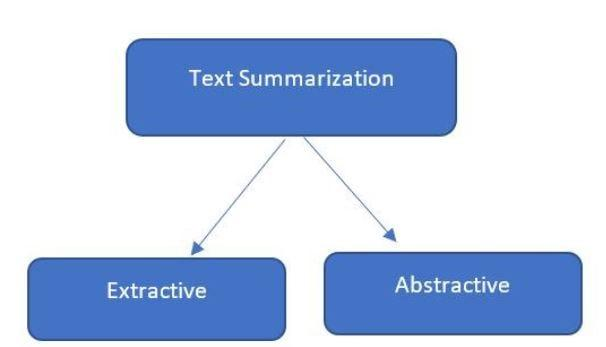 Text Summarization
Extractive
Abstractive